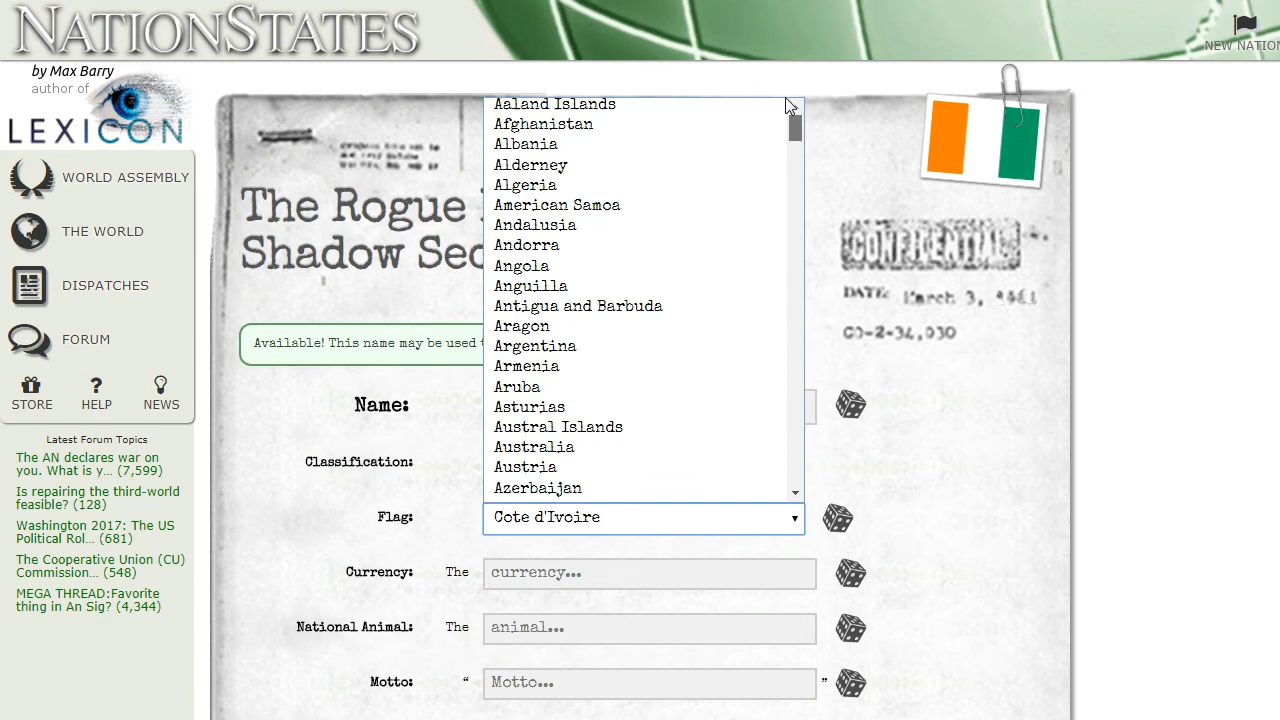 NATIONSTATES
NEW NATION
by Max Barry
author of
LEXICON
WORLD ASSEMBLY
THE WORLD
DISPATCHES
FORUM
STORE
HELP
NEWS
Latest Forum Topics
The AN declares war on
you. What is y... (7,599)
Is repairing the third-world
feasible? (128)
Washington 2017: The US
Political Rol... (681)
The Cooperative Union (CU)
Commission... (548)
MEGA THREAD:Favorite
thing in An Sig? (4,344)
The Rogue
Shadow Sec
CONFIDENTIAL
DATE: March 3,
Available! This name may be used t
Name:
Classification:
Flag:
Aaland Islands
Afghanistan
Albania
Alderney
Algeria
American Samoa
Andalusia
Andorra
Angola
Anguilla
Antigua and Barbuda
Aragon
Argentina
Armenia
Aruba
Asturias
Austral Islands
Australia
Austria
Azerbaijan
Cote d'Ivoire
Currency: The currency...
National Animal: The animal...
Motto: “ Motto... ”